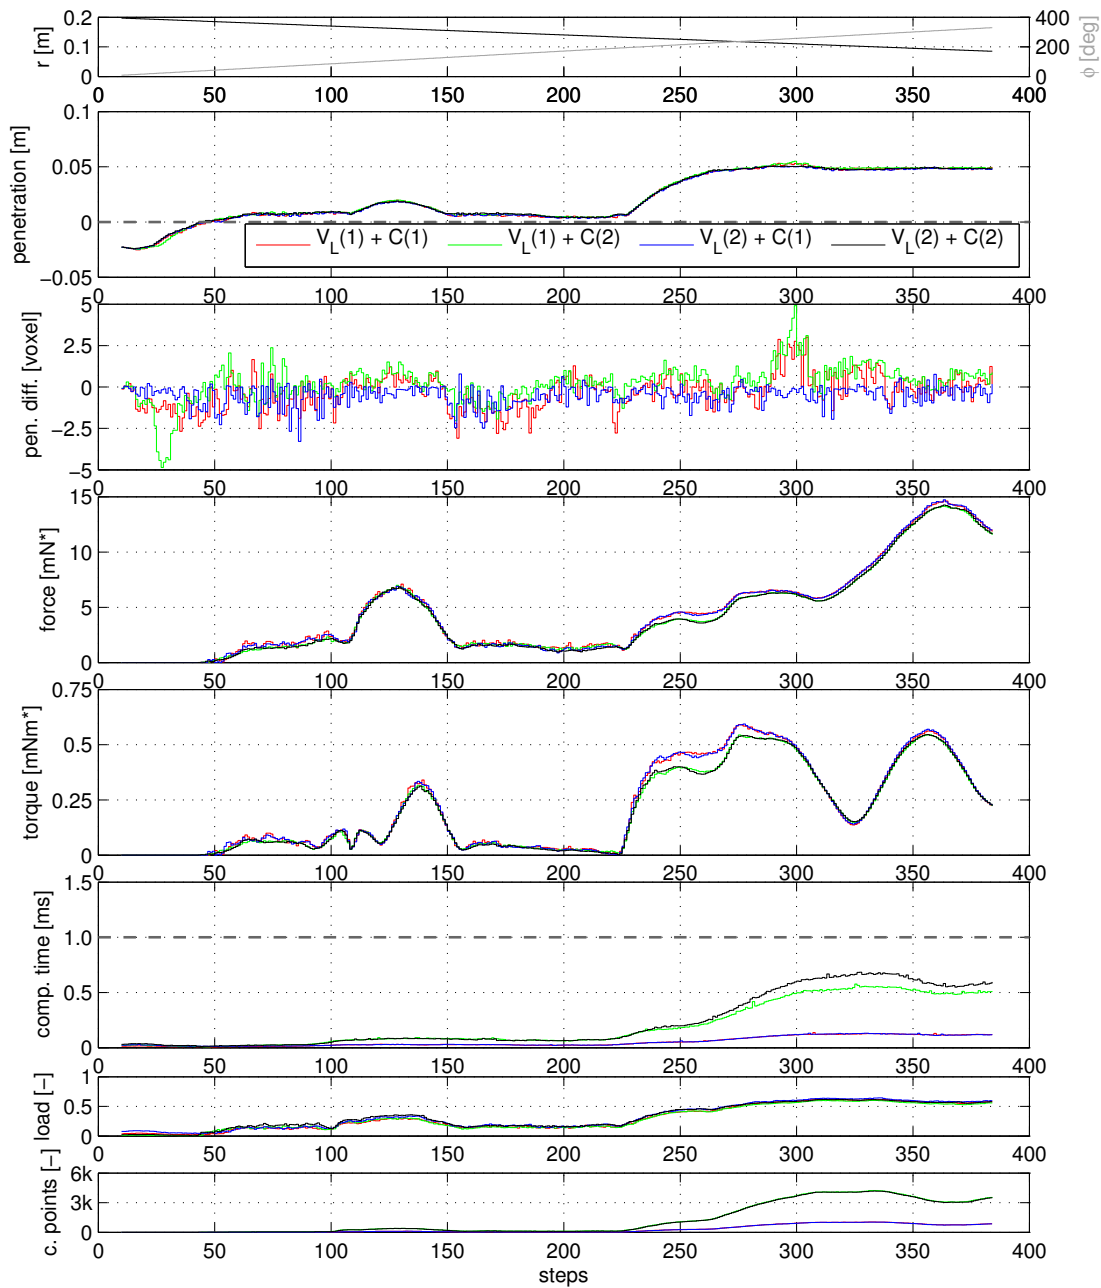 r [m]
0.2
0.1
0
400
200
0
ϕ [deg]
0 50 100 150 200 250 300 350 400
penetration [m]
0.1
0.05
0
−0.05
V_L(1) + C(1) V_L(1) + C(2) V_L(2) + C(1) V_L(2) + C(2)
0 50 100 150 200 250 300 350 400
pen. diff. [voxel]
5
2.5
0
−2.5
−5
0 50 100 150 200 250 300 350 400
force [mN*]
15
10
5
0
0 50 100 150 200 250 300 350 400
torque [mNm*]
0.75
0.5
0.25
0
0 50 100 150 200 250 300 350 400
comp. time [ms]
1.5
1.0
0.5
0
0 50 100 150 200 250 300 350 400
load [−]
1
0.5
0
0 50 100 150 200 250 300 350 400
c. points [−]
6k
3k
0
0 50 100 150 200 250 300 350 400
steps